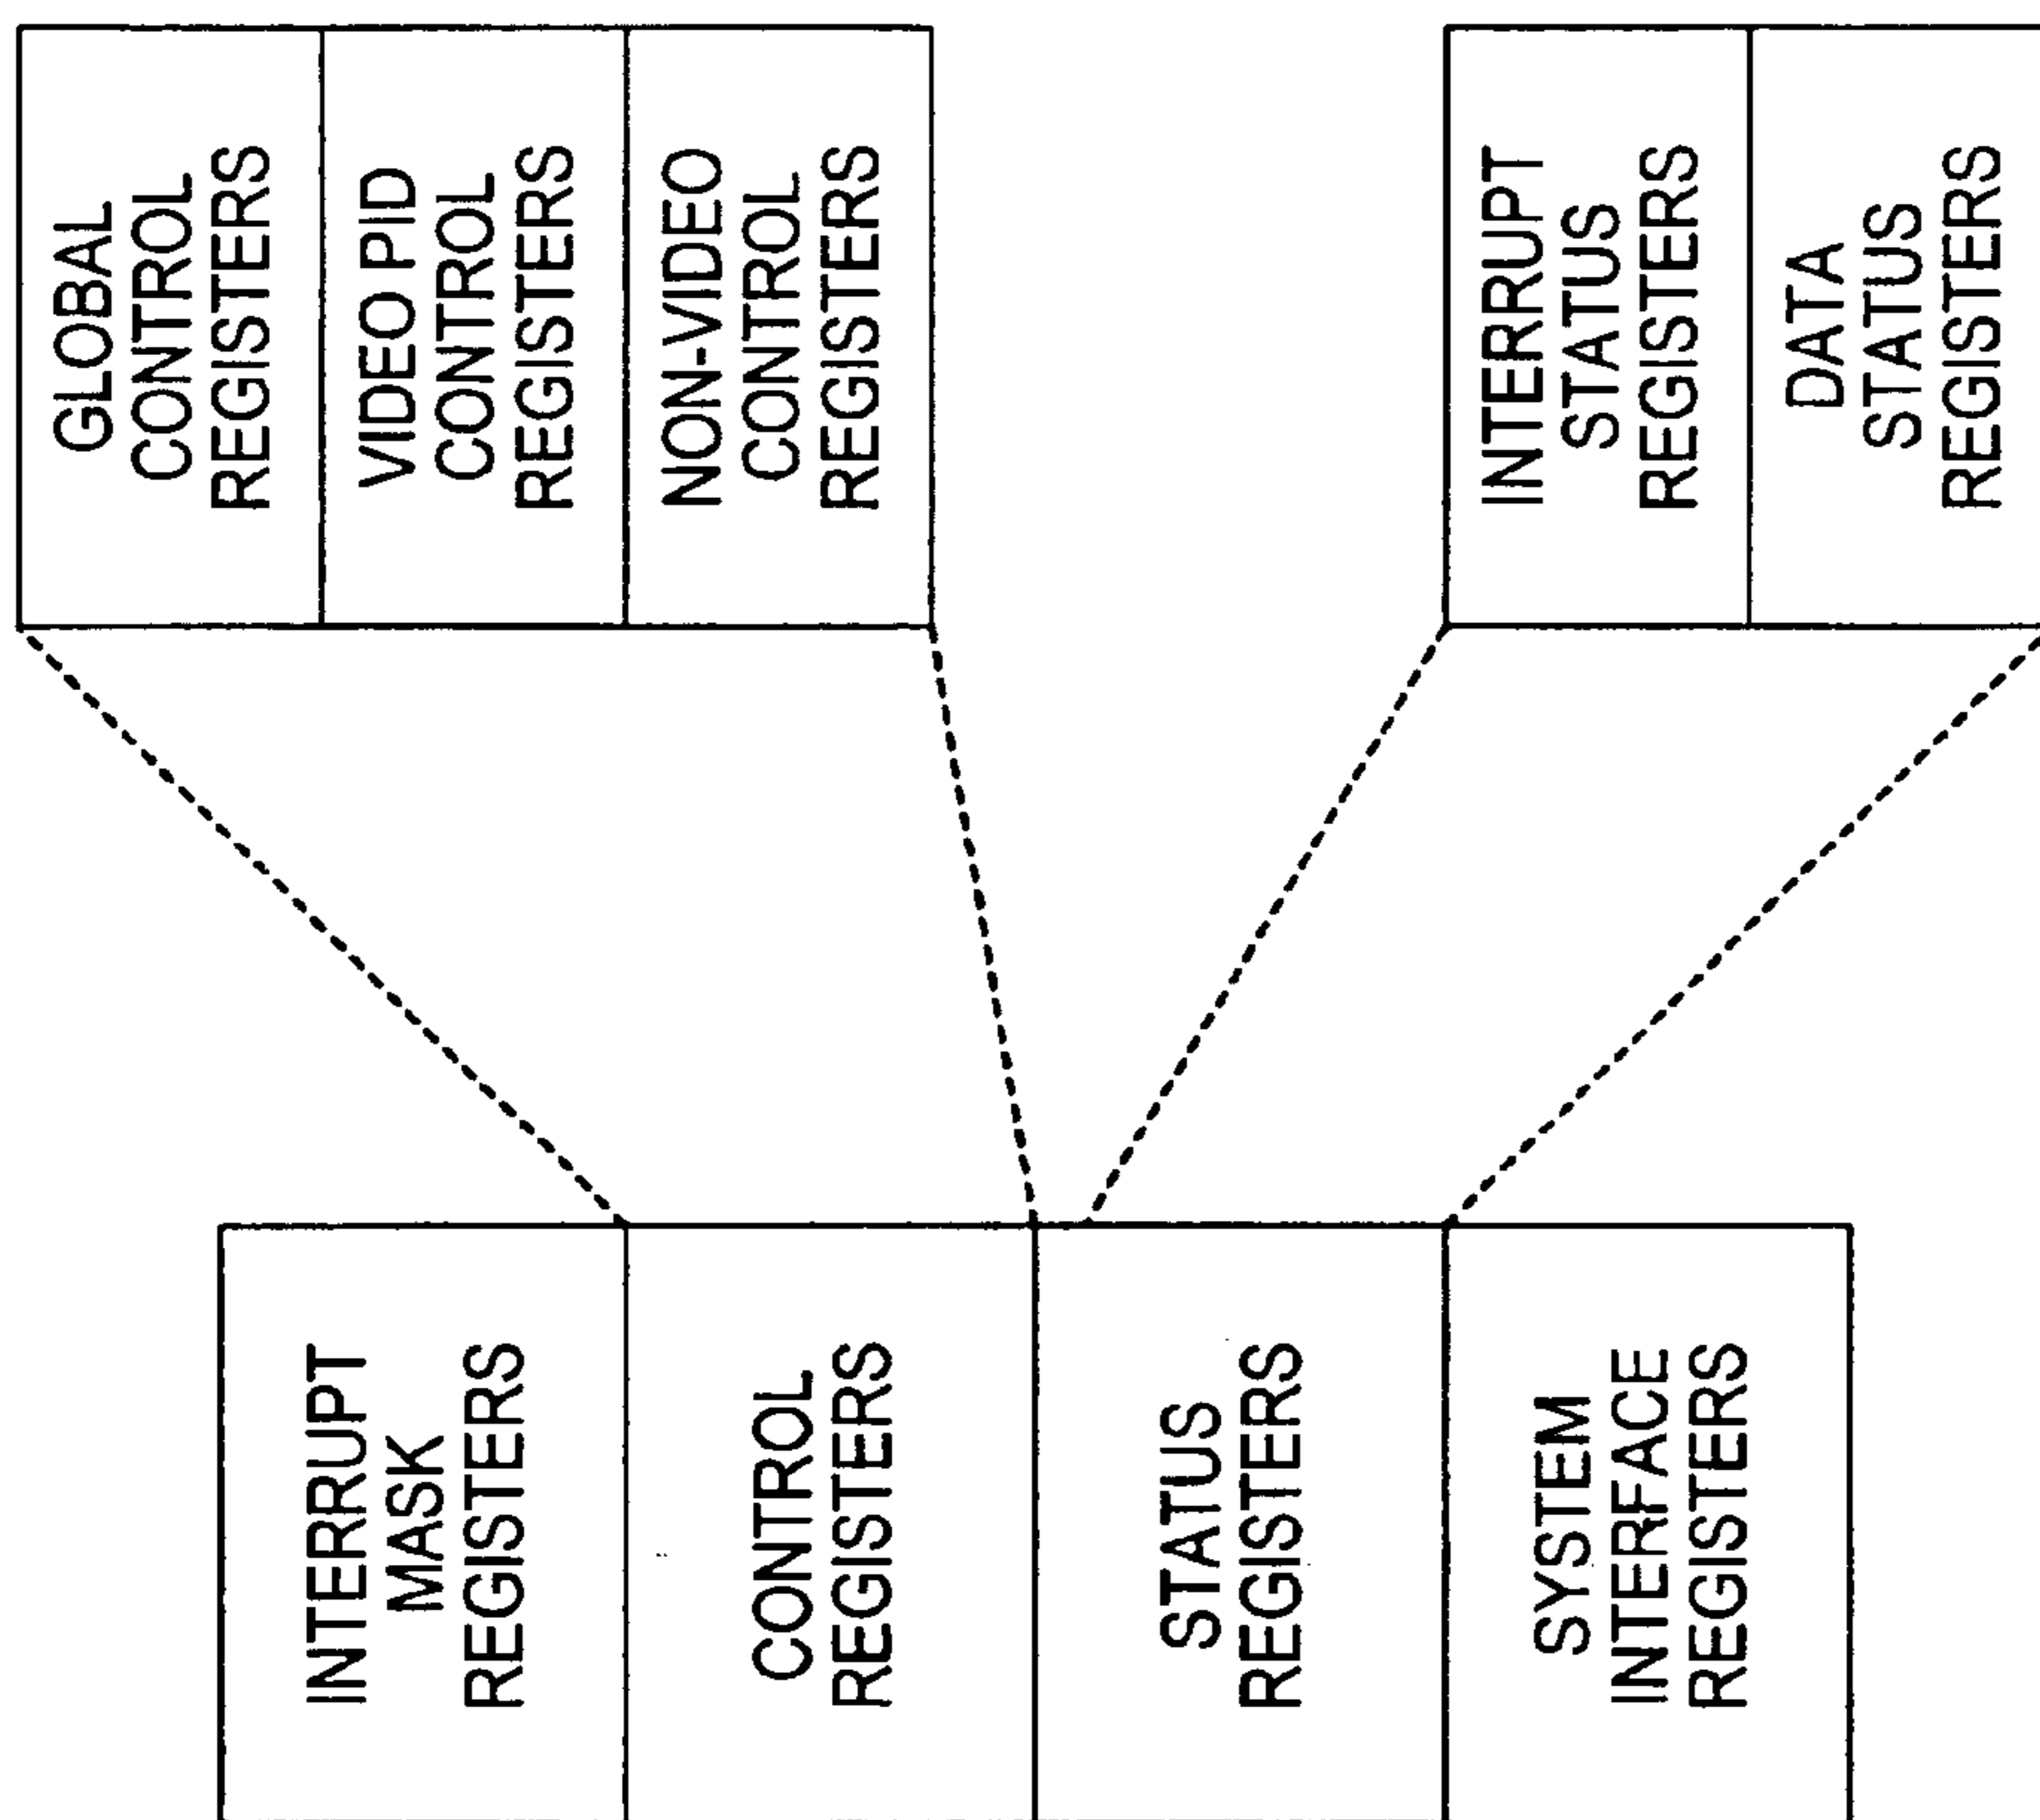 INTERRUPT
MASK
REGISTERS
CONTROL
REGISTERS
STATUS
REGISTERS
SYSTEM
INTERFACE
REGISTERS
GLOBAL
CONTROL
REGISTERS
VIDEO PID
CONTROL
REGISTERS
NON-VIDEO
CONTROL
REGISTERS
INTERRUPT
STATUS
REGISTERS
DATA
STATUS
REGISTERS